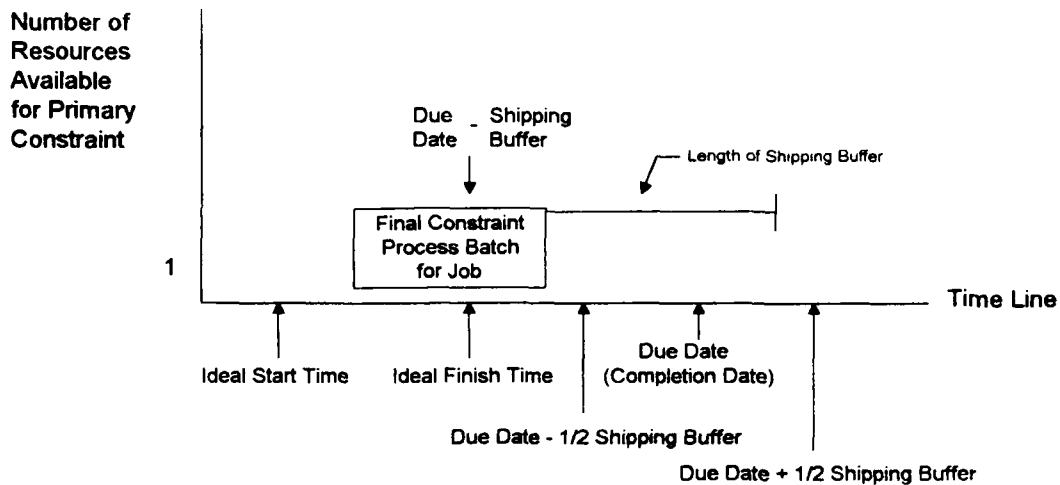 Number of
Resources
Available
for Primary
Constraint
Due - Shipping
Date Buffer
Length of Shipping Buffer
Final Constraint
Process Batch
for Job
1
Time Line
Ideal Start Time
Ideal Finish Time
Due Date
(Completion Date)
Due Date - 1/2 Shipping Buffer
Due Date + 1/2 Shipping Buffer